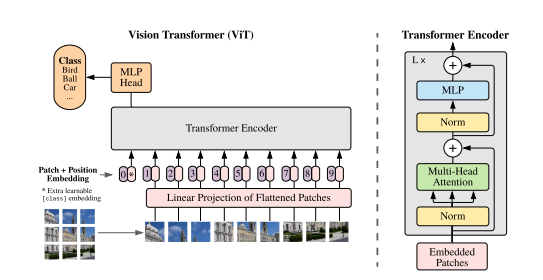 Vision Transformer (ViT)
Class
Bird
Ball
Car
...
MLP
Head
Transformer Encoder
Patch + Position
Embedding
* Extra learnable
[class] embedding
0 * 1 2 3 4 5 6 7 8 9
Linear Projection of Flattened Patches
Transformer Encoder
L x
+
MLP
Norm
+
Multi-Head
Attention
Norm
Embedded
Patches